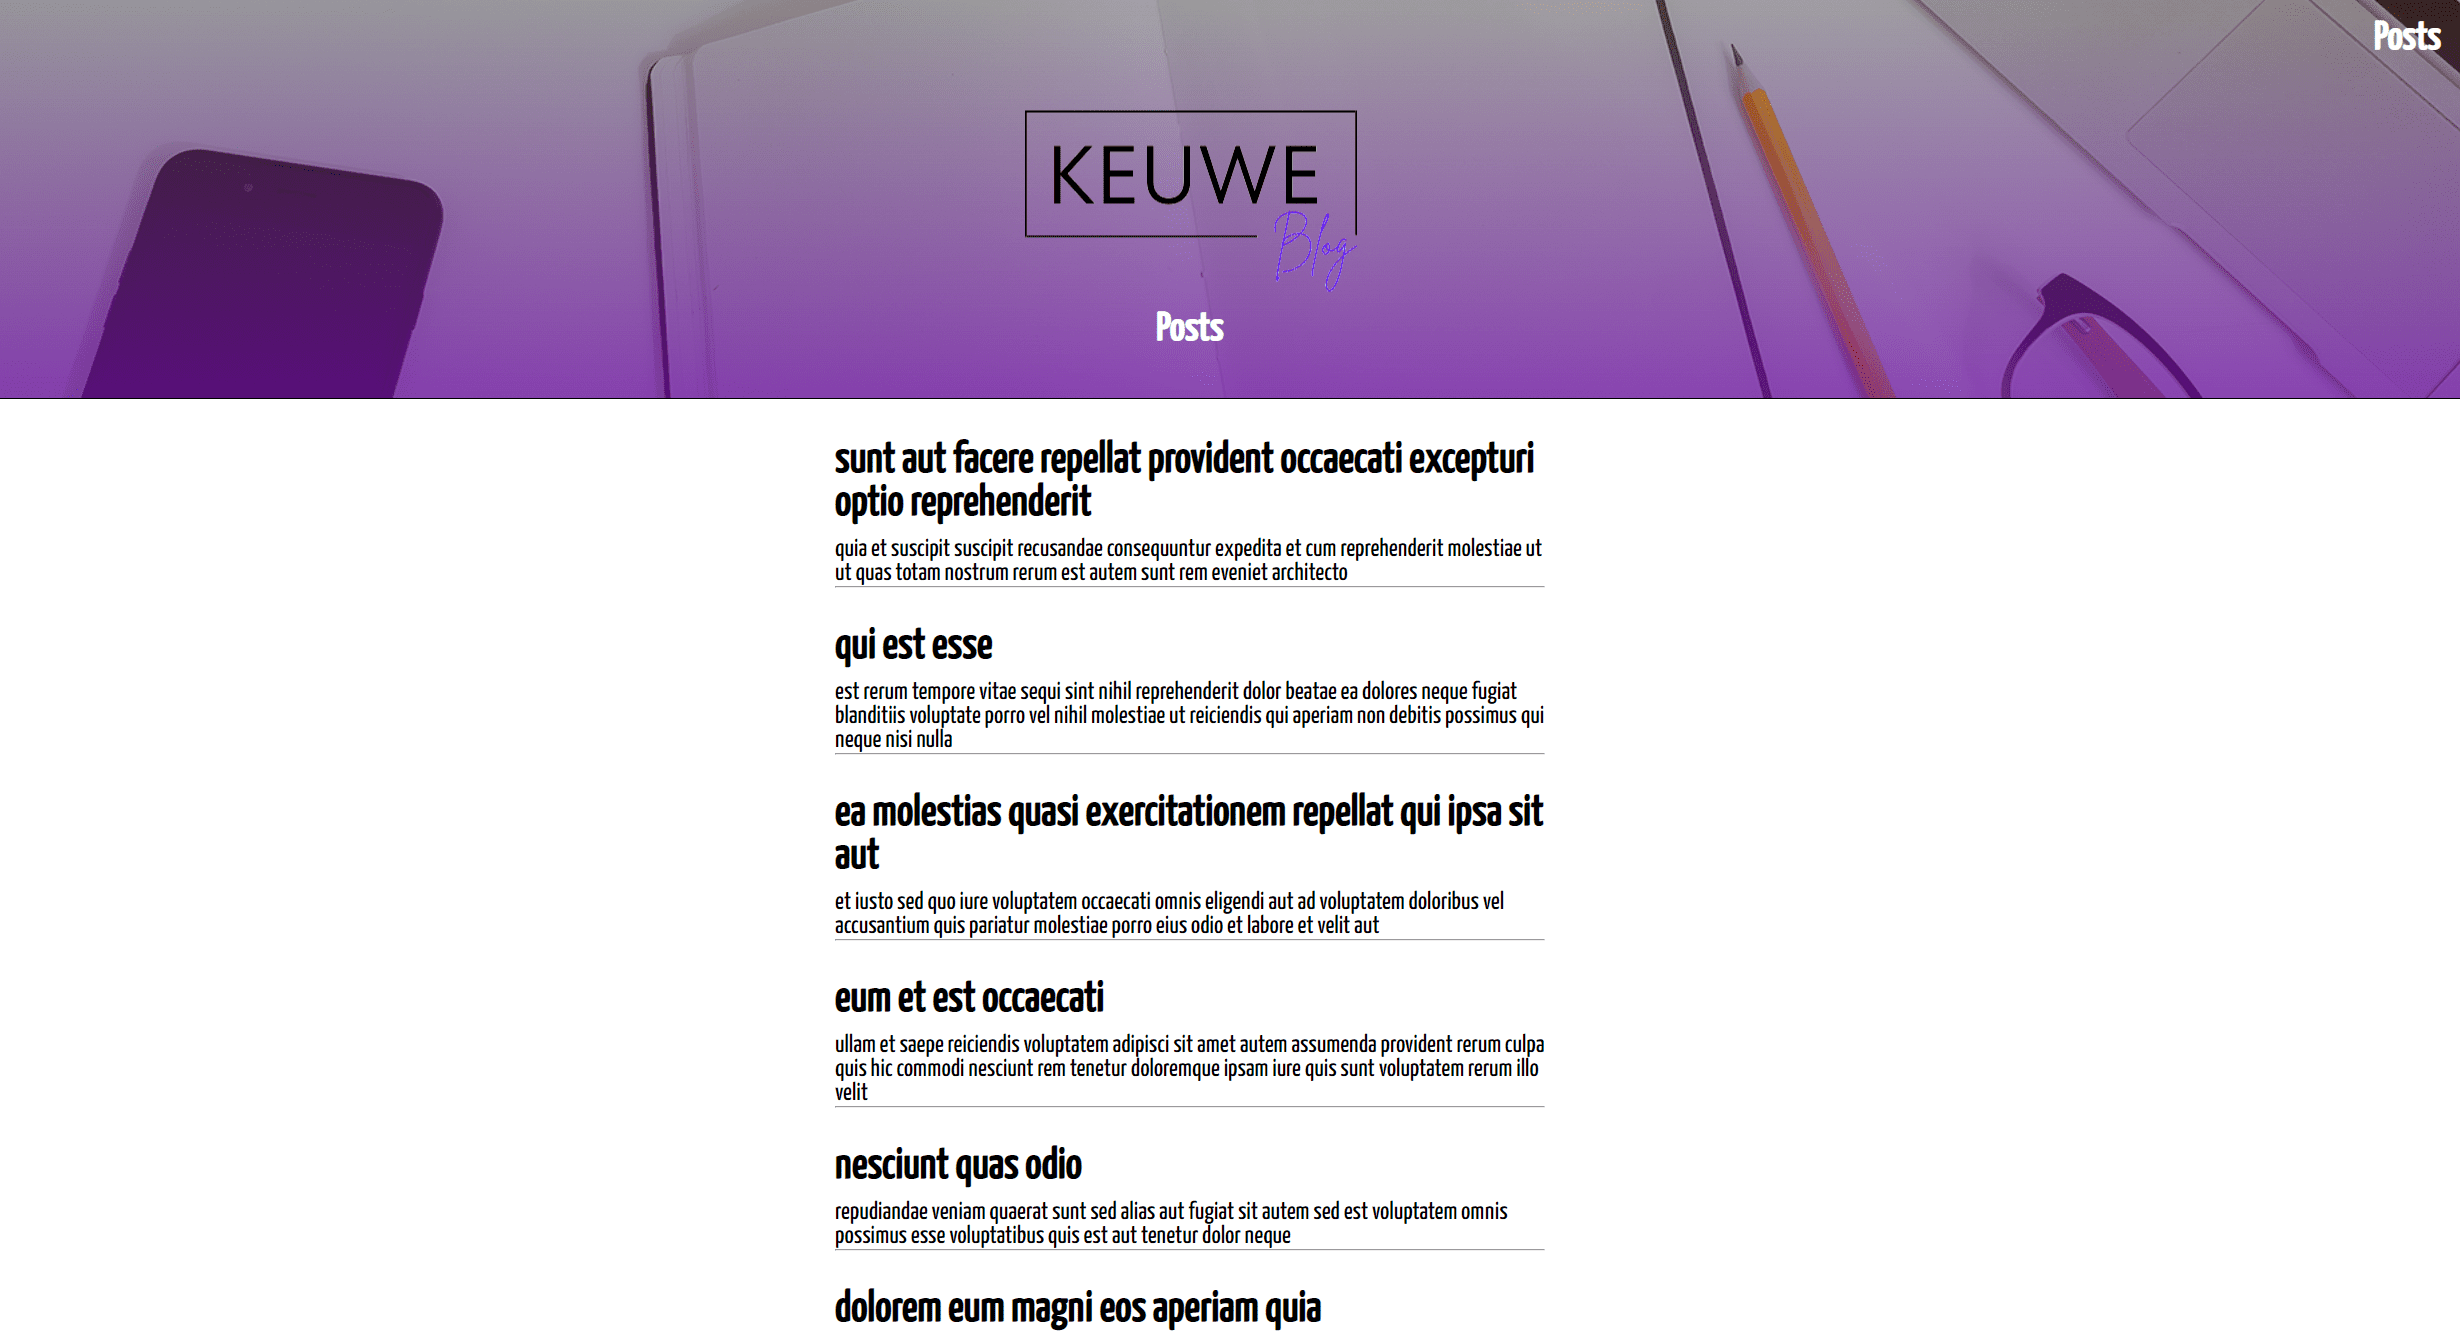 Posts
KEUWE
Blog
Posts
sunt aut facere repellat provident occaecati excepturi
optio reprehenderit
quia et suscipit suscipit recusandae consequuntur expedita et cum reprehenderit molestiae ut
ut quas totam nostrum rerum est autem sunt rem eveniet architecto
qui est esse
est rerum tempore vitae sequi sint nihil reprehenderit dolor beatae ea dolores neque fugiat
blanditiis voluptate porro vel nihil molestiae ut reiciendis qui aperiam non debitis possimus qui
neque nisi nulla
ea molestias quasi exercitationem repellat qui ipsa sit
aut
et iusto sed quo iure voluptatem occaecati omnis eligendi aut ad voluptatem doloribus vel
accusantium quis pariatur molestiae porro eius odio et labore et velit aut
eum et est occaecati
ullam et saepe reiciendis voluptatem adipisci sit amet autem assumenda provident rerum culpa
quis hic commodi nesciunt rem tenetur doloremque ipsam iure quis sunt voluptatem rerum illo
velit
nesciunt quas odio
repudiandae veniam quaerat sunt sed alias aut fugiat sit autem sed est voluptatem omnis
possimus esse voluptatibus quis est aut tenetur dolor neque
dolorem eum magni eos aperiam quia